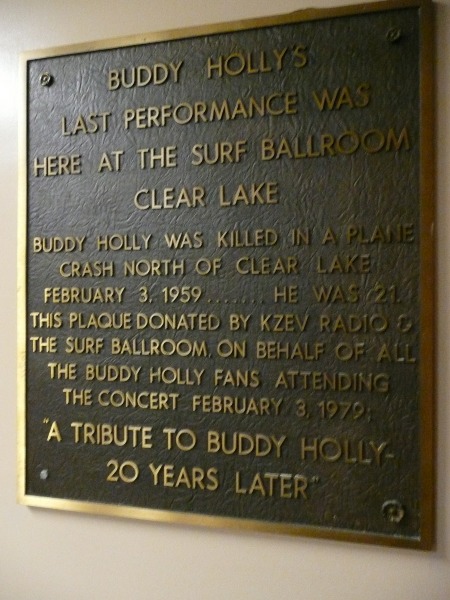 BUDDY HOLLY'S
LAST PERFORMANCE WAS
HERE AT THE SURF BALLROOM
CLEAR LAKE
BUDDY HOLLY WAS KILLED IN A PLANE
CRASH NORTH OF CLEAR LAKE
FEBRUARY 3, 1959....... HE WAS 21.
THIS PLAQUE DONATED BY KZEV RADIO &
THE SURF BALLROOM, ON BEHALF OF ALL
THE BUDDY HOLLY FANS ATTENDING
THE CONCERT FEBRUARY 3, 1979;
"A TRIBUTE TO BUDDY HOLLY-
20 YEARS LATER"